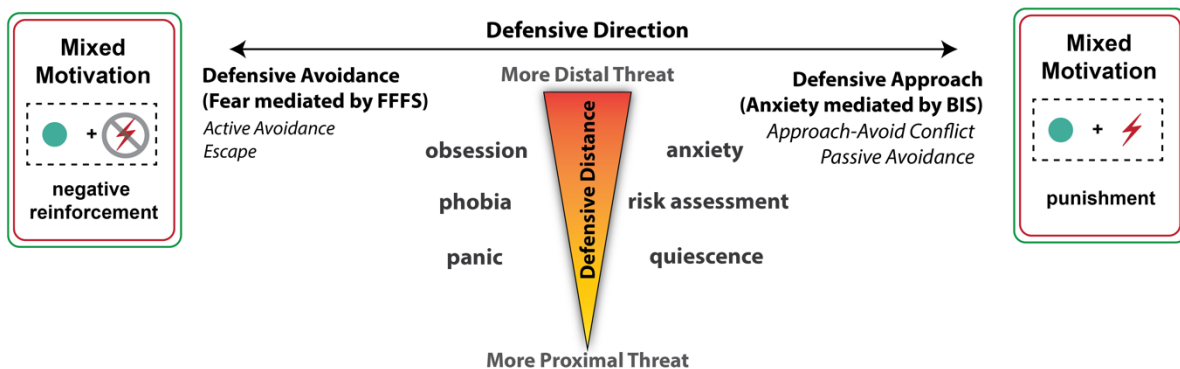 Mixed
Motivation
+
negative
reinforcement
Defensive Direction
Defensive Avoidance
(Fear mediated by FFFS)
Active Avoidance
Escape
More Distal Threat
Defensive Approach
(Anxiety mediated by BIS)
Approach-Avoid Conflict
Passive Avoidance
obsession
anxiety
phobia
risk assessment
panic
quiescence
Defensive Distance
More Proximal Threat
Mixed
Motivation
+
punishment